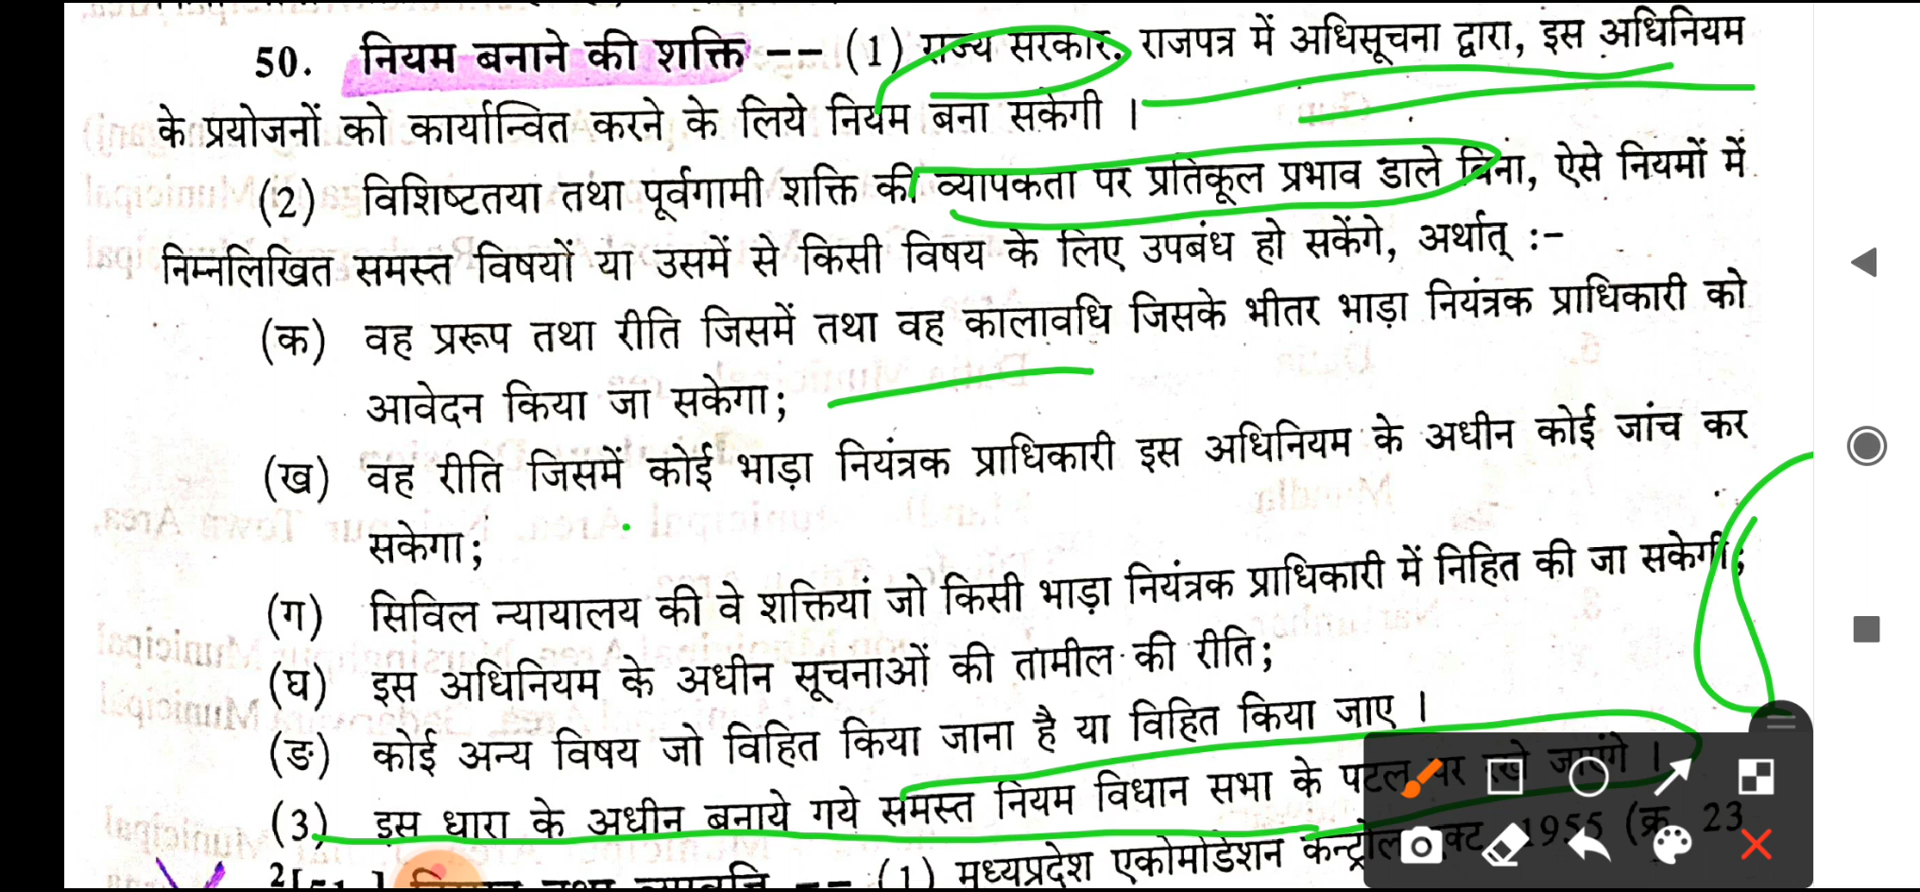 50. नियम बनाने की शक्ति -- (1) राज्य सरकार, राजपत्र में अधिसूचना द्वारा, इस अधिनियम
के प्रयोजनों को कार्यान्वित करने के लिये नियम बना सकेगी ।
(2) विशिष्टतया तथा पूर्वगामी शक्ति की व्यापकता पर प्रतिकूल प्रभाव डाले बिना, ऐसे नियमों में
निम्नलिखित समस्त विषयों या उसमें से किसी विषय के लिए उपबंध हो सकेंगे, अर्थात् :-
(क) वह प्ररूप तथा रीति जिसमें तथा वह कालावधि जिसके भीतर भाड़ा नियंत्रक प्राधिकारी को
आवेदन किया जा सकेगा;
(ख) वह रीति जिसमें कोई भाड़ा नियंत्रक प्राधिकारी इस अधिनियम के अधीन कोई जांच कर
सकेगा;
(ग) सिविल न्यायालय की वे शक्तियां जो किसी भाड़ा नियंत्रक प्राधिकारी में निहित की जा सकेगी;
(घ) इस अधिनियम के अधीन सूचनाओं की तामील की रीति;
(ङ) कोई अन्य विषय जो विहित किया जाना है या विहित किया जाए ।
(3) इस धारा के अधीन बनाये गये समस्त नियम विधान सभा के पटल पर रखे जाएंगे ।
-- (1) मध्यप्रदेश एकोमोडेशन कन्ट्रोल एक्ट 1955 (क्र. 23